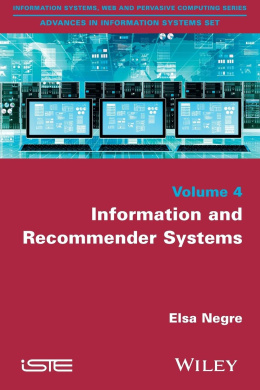 INFORMATION SYSTEMS, WEB AND PERVASIVE COMPUTING SERIES
ADVANCES IN INFORMATION SYSTEMS SET
Volume 4
Information and
Recommender Systems
Elsa Negre
iSTE
WILEY